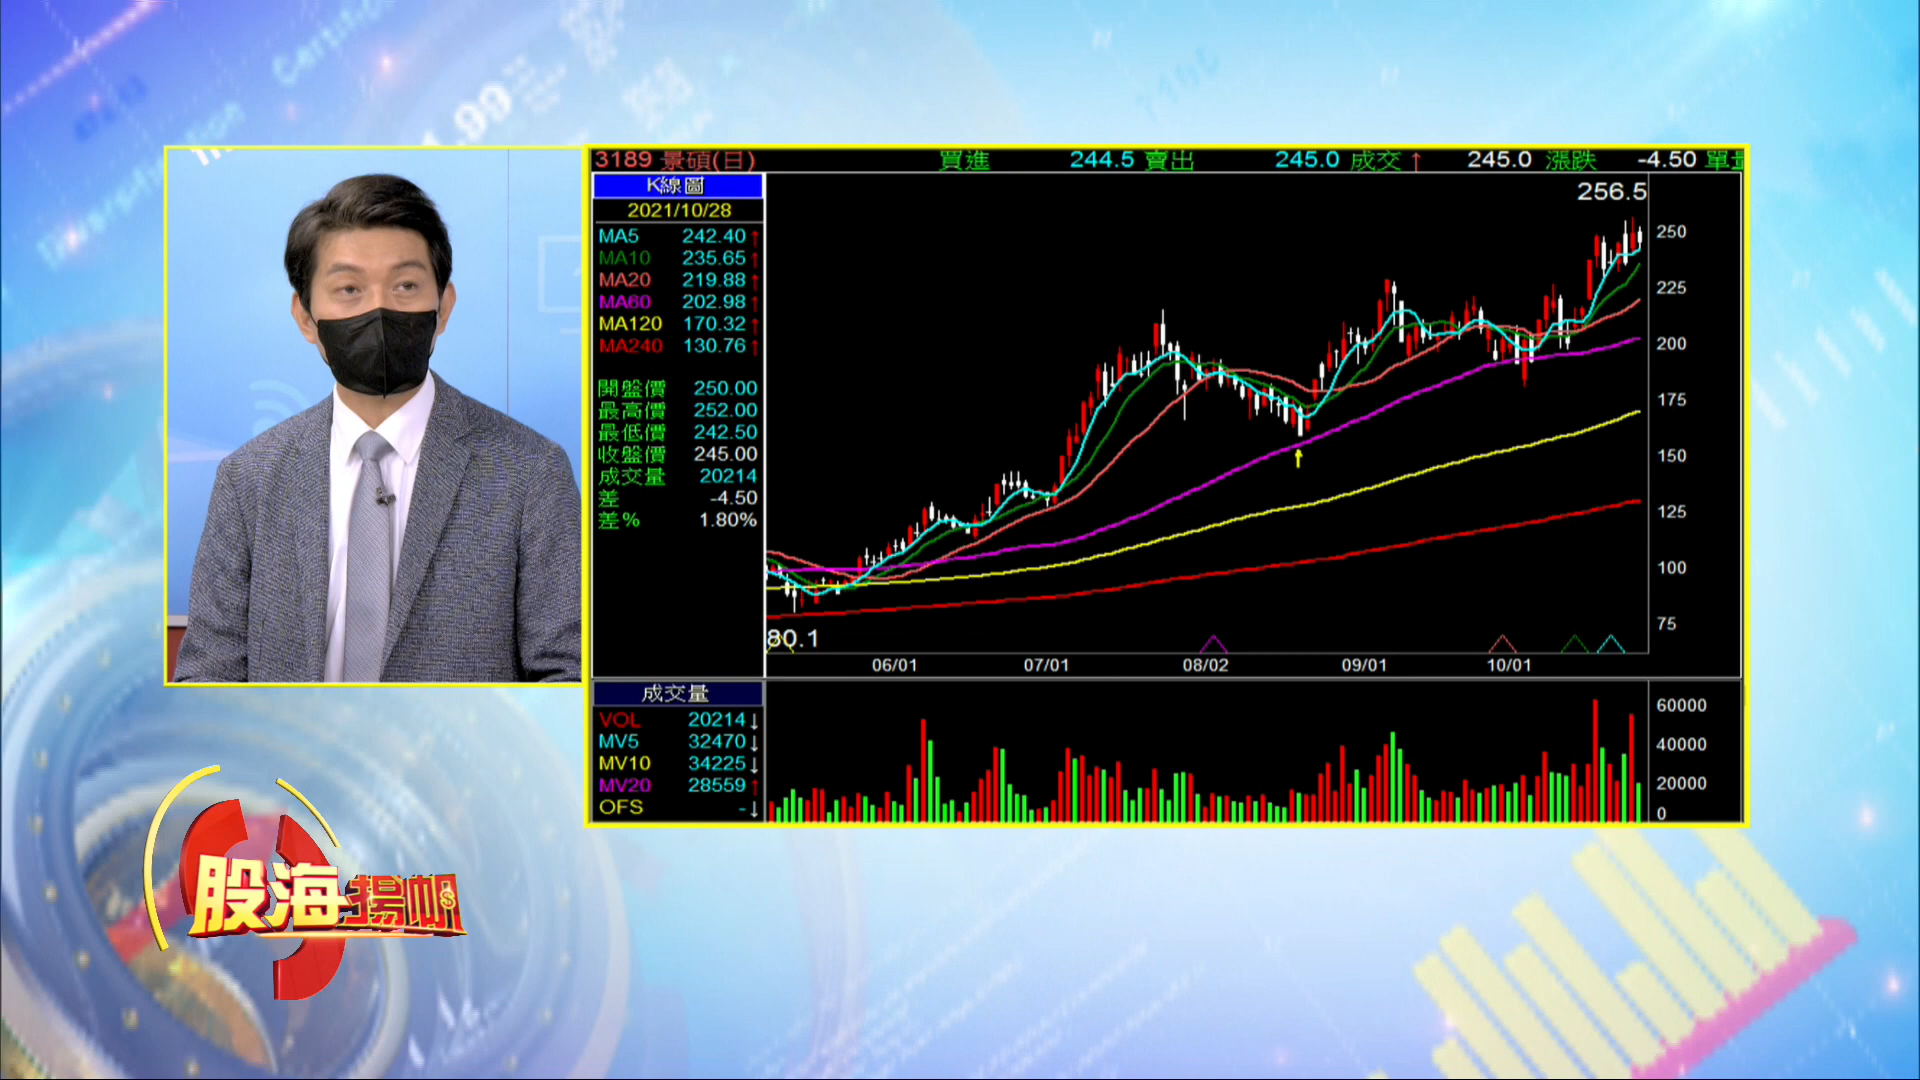 3189 景碩(日) 買進 244.5 賣出 245.0 成交↑ 245.0 漲跌 -4.50 單量
K線圖
2021/10/28
MA5 242.40↑
MA10 235.65↑
MA20 219.88↑
MA60 202.98↑
MA120 170.32↑
MA240 130.76↑
開盤價 250.00
最高價 252.00
最低價 242.50
收盤價 245.00
成交量 20214
差 -4.50
差% 1.80%
256.5
250
225
200
175
150
125
100
75
80.1
06/01 07/01 08/02 09/01 10/01
成交量
VOL 20214↓
MV5 32470↓
MV10 34225↓
MV20 28559↑
OFS -↓
60000
40000
20000
0
股海揚帆